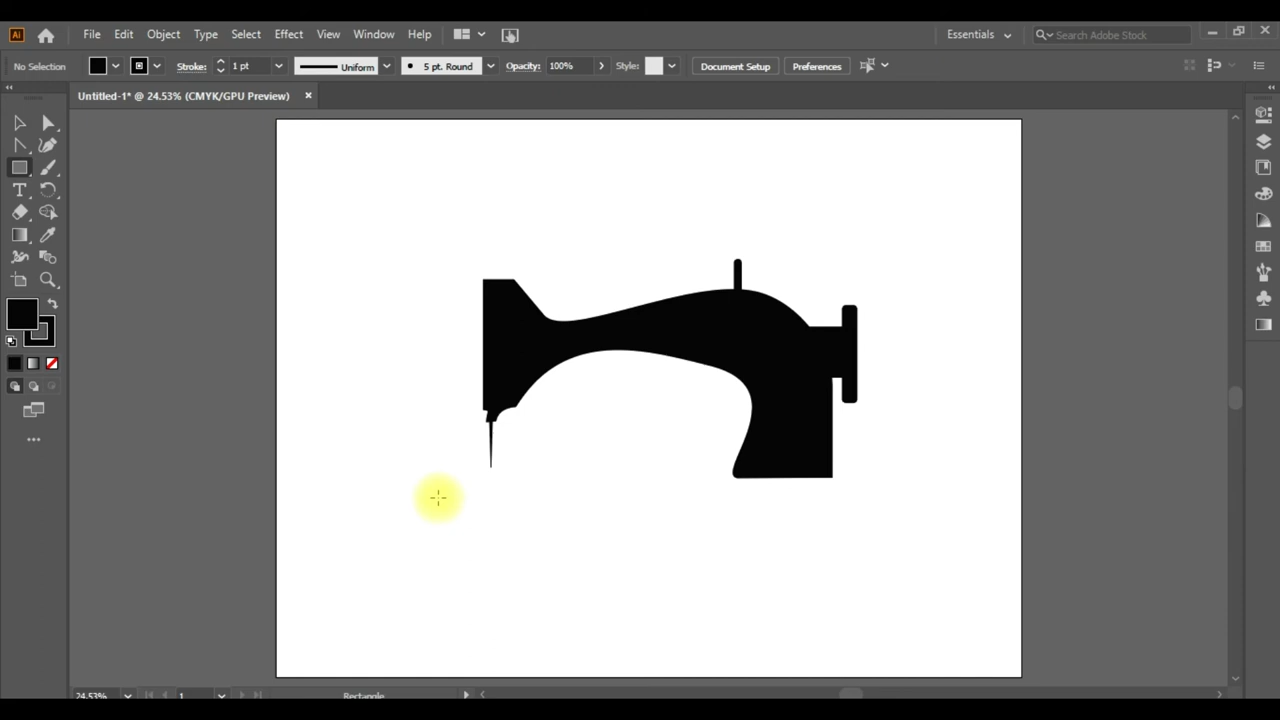 Ai File Edit Object Type Select Effect View Window Help Essentials Search Adobe Stock
No Selection Stroke: 1 pt Uniform 5 pt. Round Opacity: 100% Style: Document Setup Preferences
Untitled-1* @ 24.53% (CMYK/GPU Preview)
24.53% 1 Rectangle